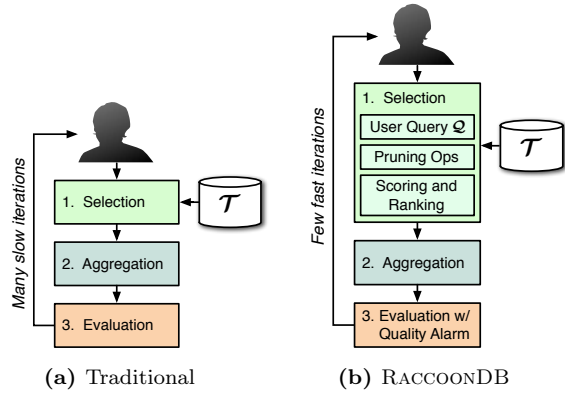 Many slow iterations
1. Selection
𝒯
2. Aggregation
3. Evaluation
(a) Traditional
Few fast iterations
1. Selection
User Query 𝒬
Pruning Ops
Scoring and
Ranking
𝒯
2. Aggregation
3. Evaluation w/
Quality Alarm
(b) RACCOONDB